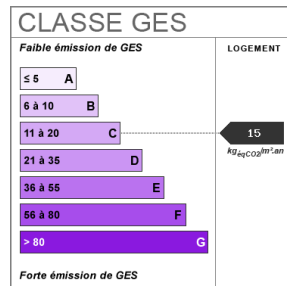 CLASSE GES
Faible émission de GES
LOGEMENT
≤ 5 A
6 à 10 B
11 à 20 C
15
kgéqCO2/m².an
21 à 35 D
36 à 55 E
56 à 80 F
> 80 G
Forte émission de GES